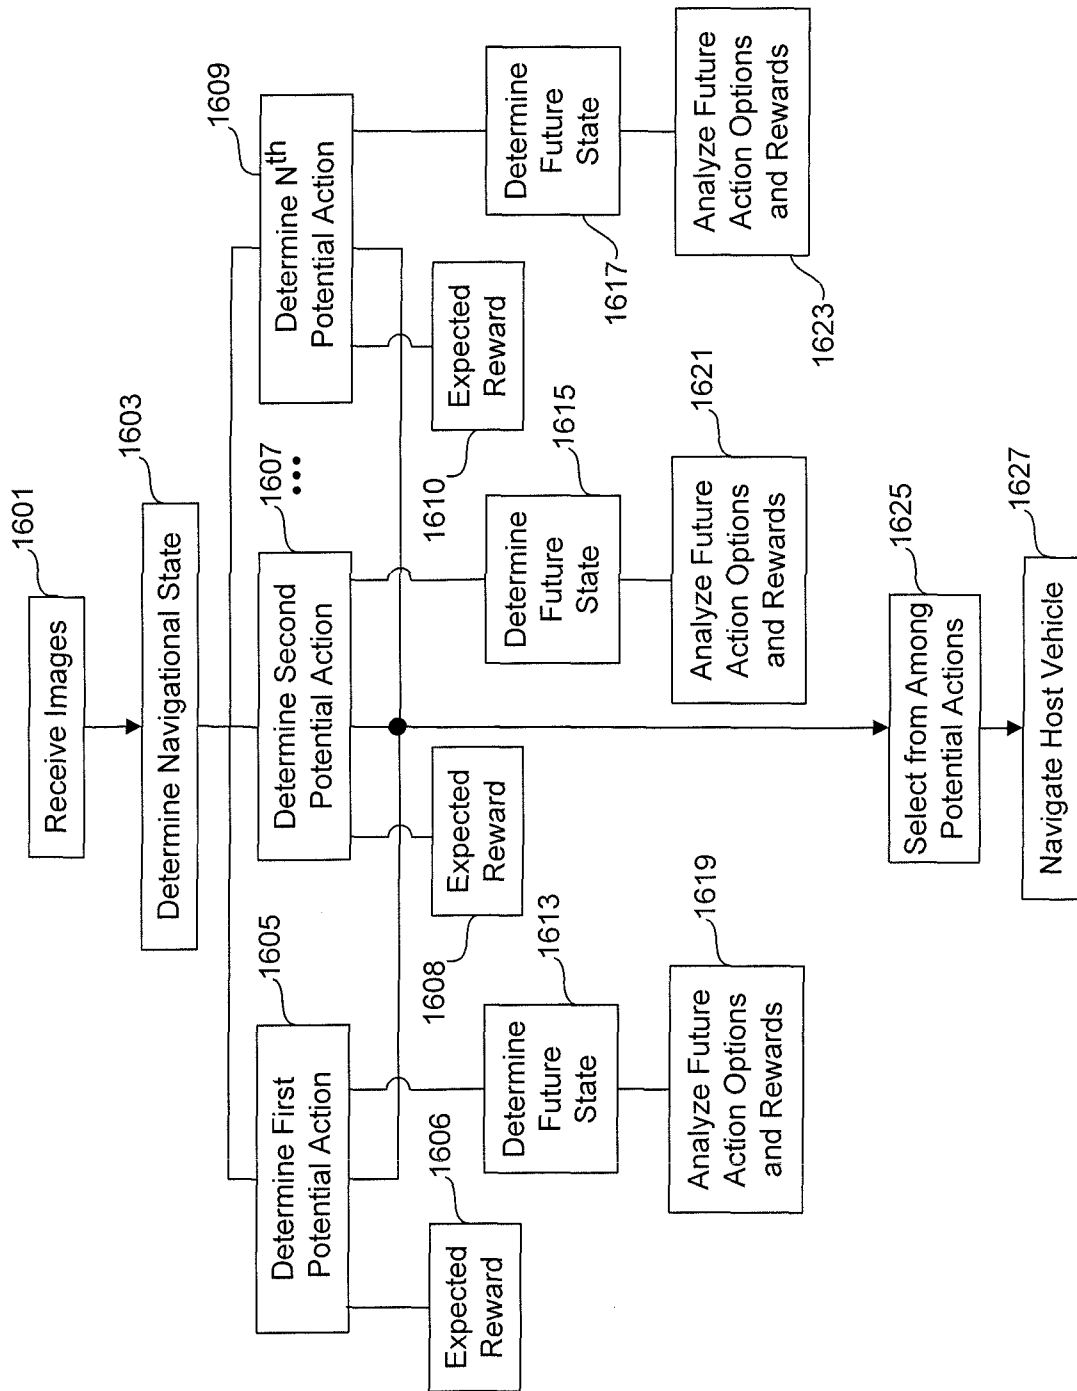 1601
Receive Images
1603
Determine Navigational State
1605
Determine First
Potential Action
1606
Expected
Reward
1613
Determine
Future
State
1619
Analyze Future
Action Options
and Rewards
1607
Determine Second
Potential Action
1608
Expected
Reward
1615
Determine
Future
State
1621
Analyze Future
Action Options
and Rewards
...
1609
Determine Nth
Potential Action
1610
Expected
Reward
1617
Determine
Future
State
1623
Analyze Future
Action Options
and Rewards
1625
Select from Among
Potential Actions
1627
Navigate Host Vehicle